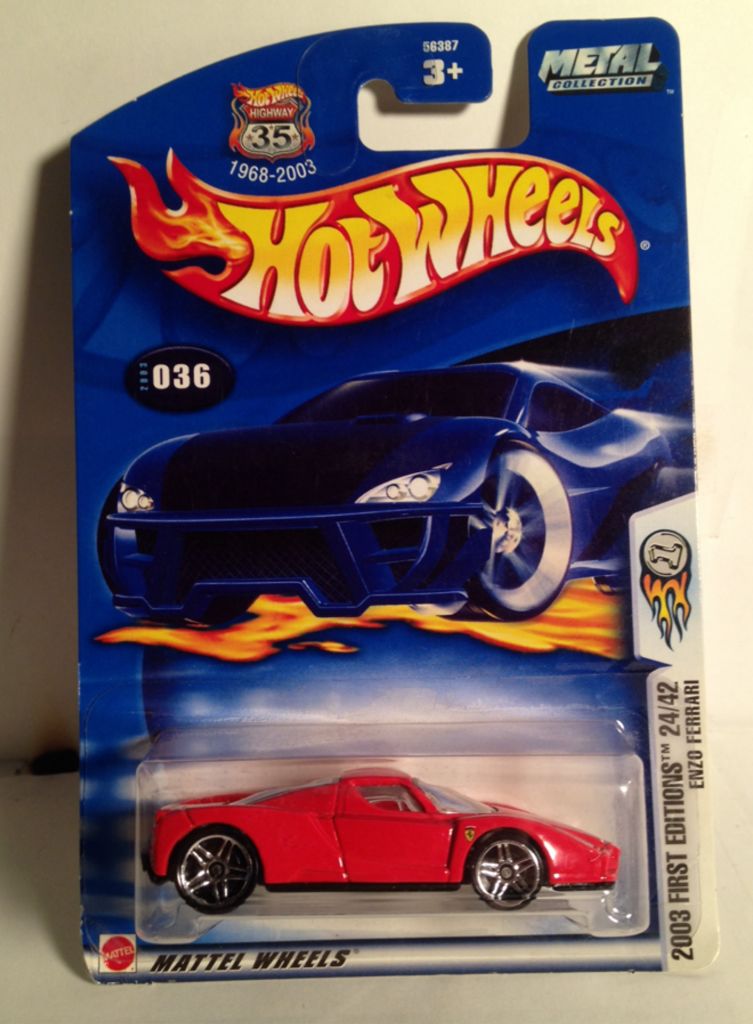 56387
3+
METAL
COLLECTION™
HOT WHEELS
HIGHWAY
35
1968-2003
HOT WHEELS®
2003 036
2003 FIRST EDITIONS™ 24/42
ENZO FERRARI
MATTEL
MATTEL WHEELS